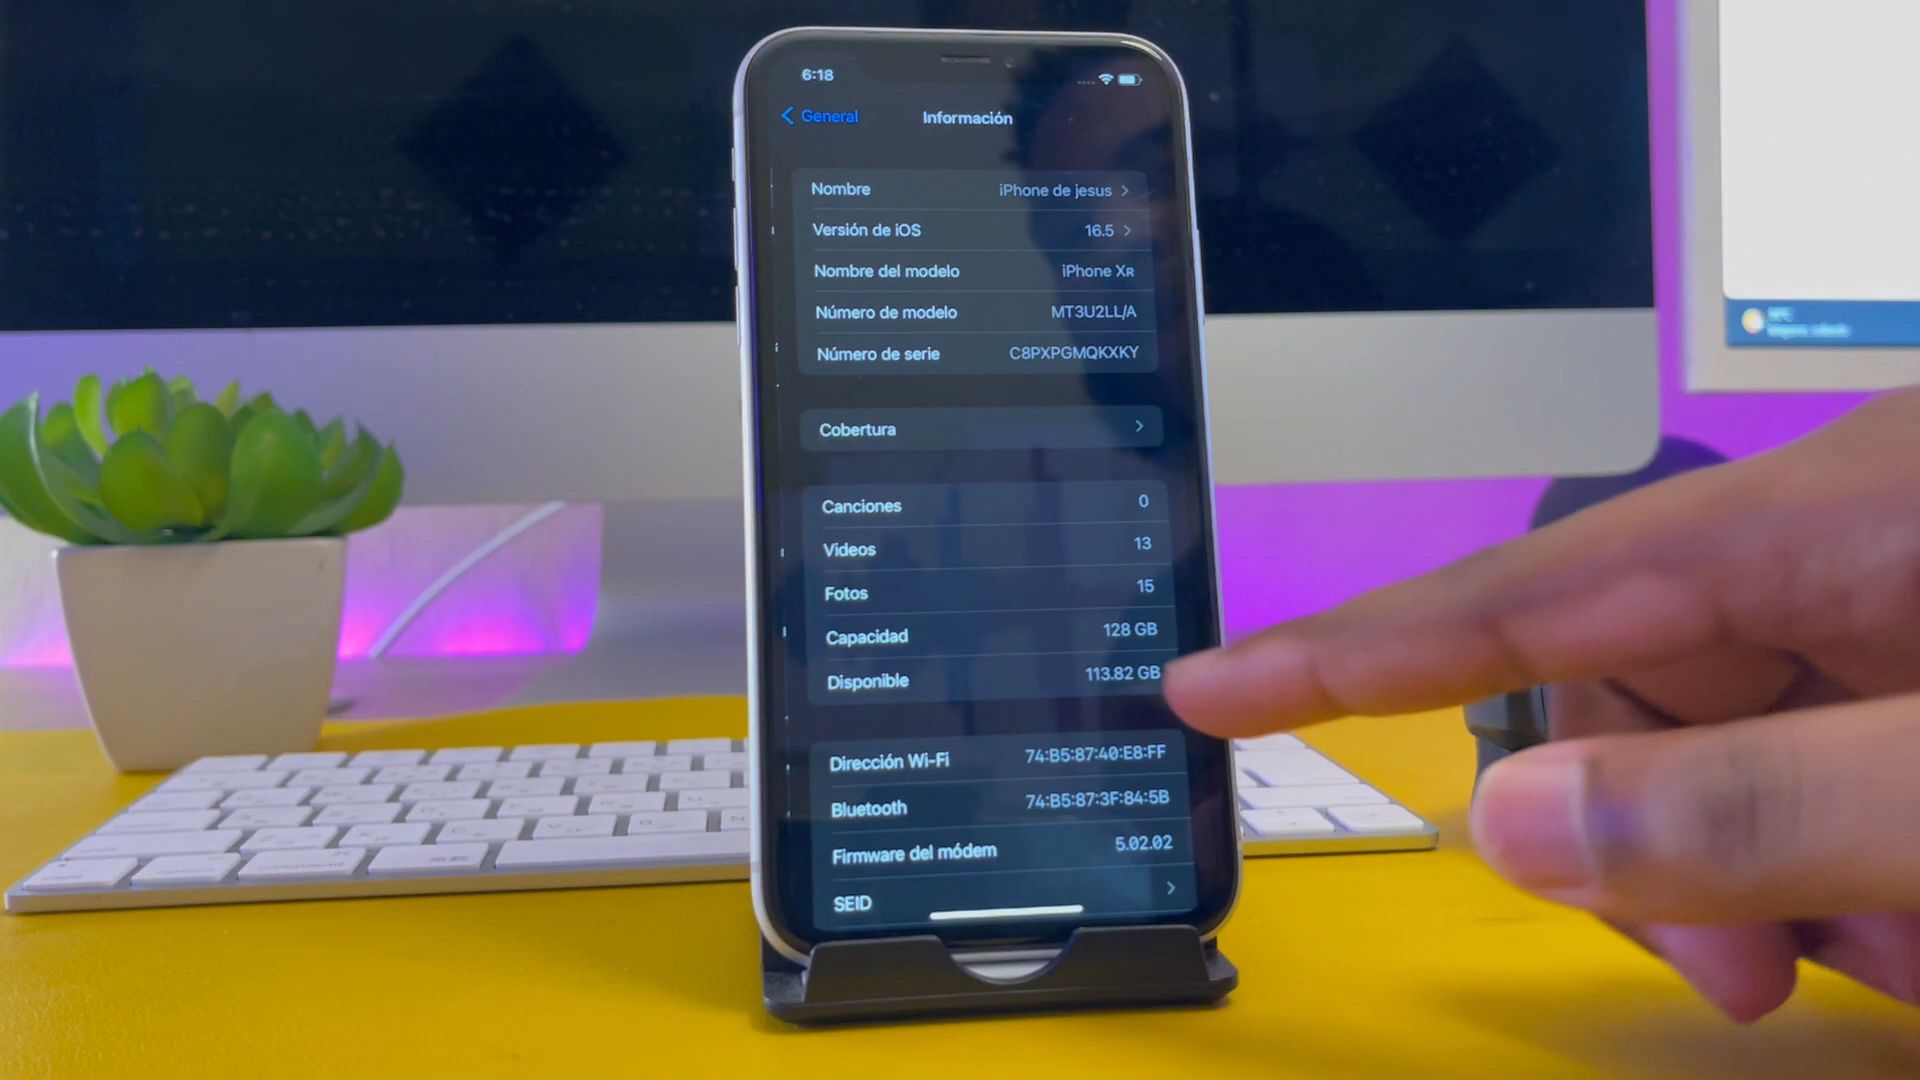 6:18
General
Información
Nombre iPhone de jesus
Versión de iOS 16.5
Nombre del modelo iPhone XR
Número de modelo MT3U2LL/A
Número de serie C8PXPGMQKXKY
Cobertura
Canciones 0
Videos 13
Fotos 15
Capacidad 128 GB
Disponible 113.82 GB
Dirección Wi-Fi 74:B5:87:40:E8:FF
Bluetooth 74:B5:87:3F:84:5B
Firmware del módem 5.02.02
SEID